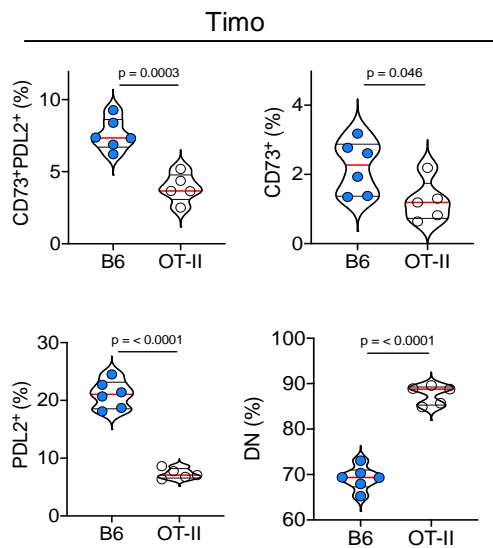 Timo
p = 0.0003
10
5
0
CD73⁺PDL2⁺ (%)
B6
OT-II
p = 0.046
4
2
0
CD73⁺ (%)
B6
OT-II
p = < 0.0001
30
20
10
0
PDL2⁺ (%)
B6
OT-II
p = < 0.0001
100
90
80
70
60
DN (%)
B6
OT-II